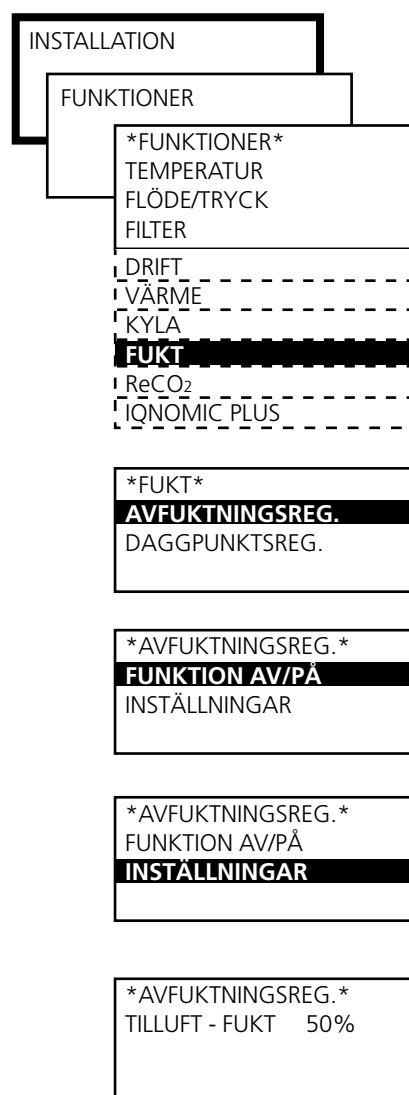 INSTALLATION
FUNKTIONER
*FUNKTIONER*
TEMPERATUR
FLÖDE/TRYCK
FILTER
DRIFT
VÄRME
KYLA
FUKT
ReCO2
IQNOMIC PLUS
*FUKT*
AVFUKTNINGSREG.
DAGGPUNKTSREG.
*AVFUKTNINGSREG.*
FUNKTION AV/PÅ
INSTÄLLNINGAR
*AVFUKTNINGSREG.*
FUNKTION AV/PÅ
INSTÄLLNINGAR
*AVFUKTNINGSREG.*
TILLUFT - FUKT 50%